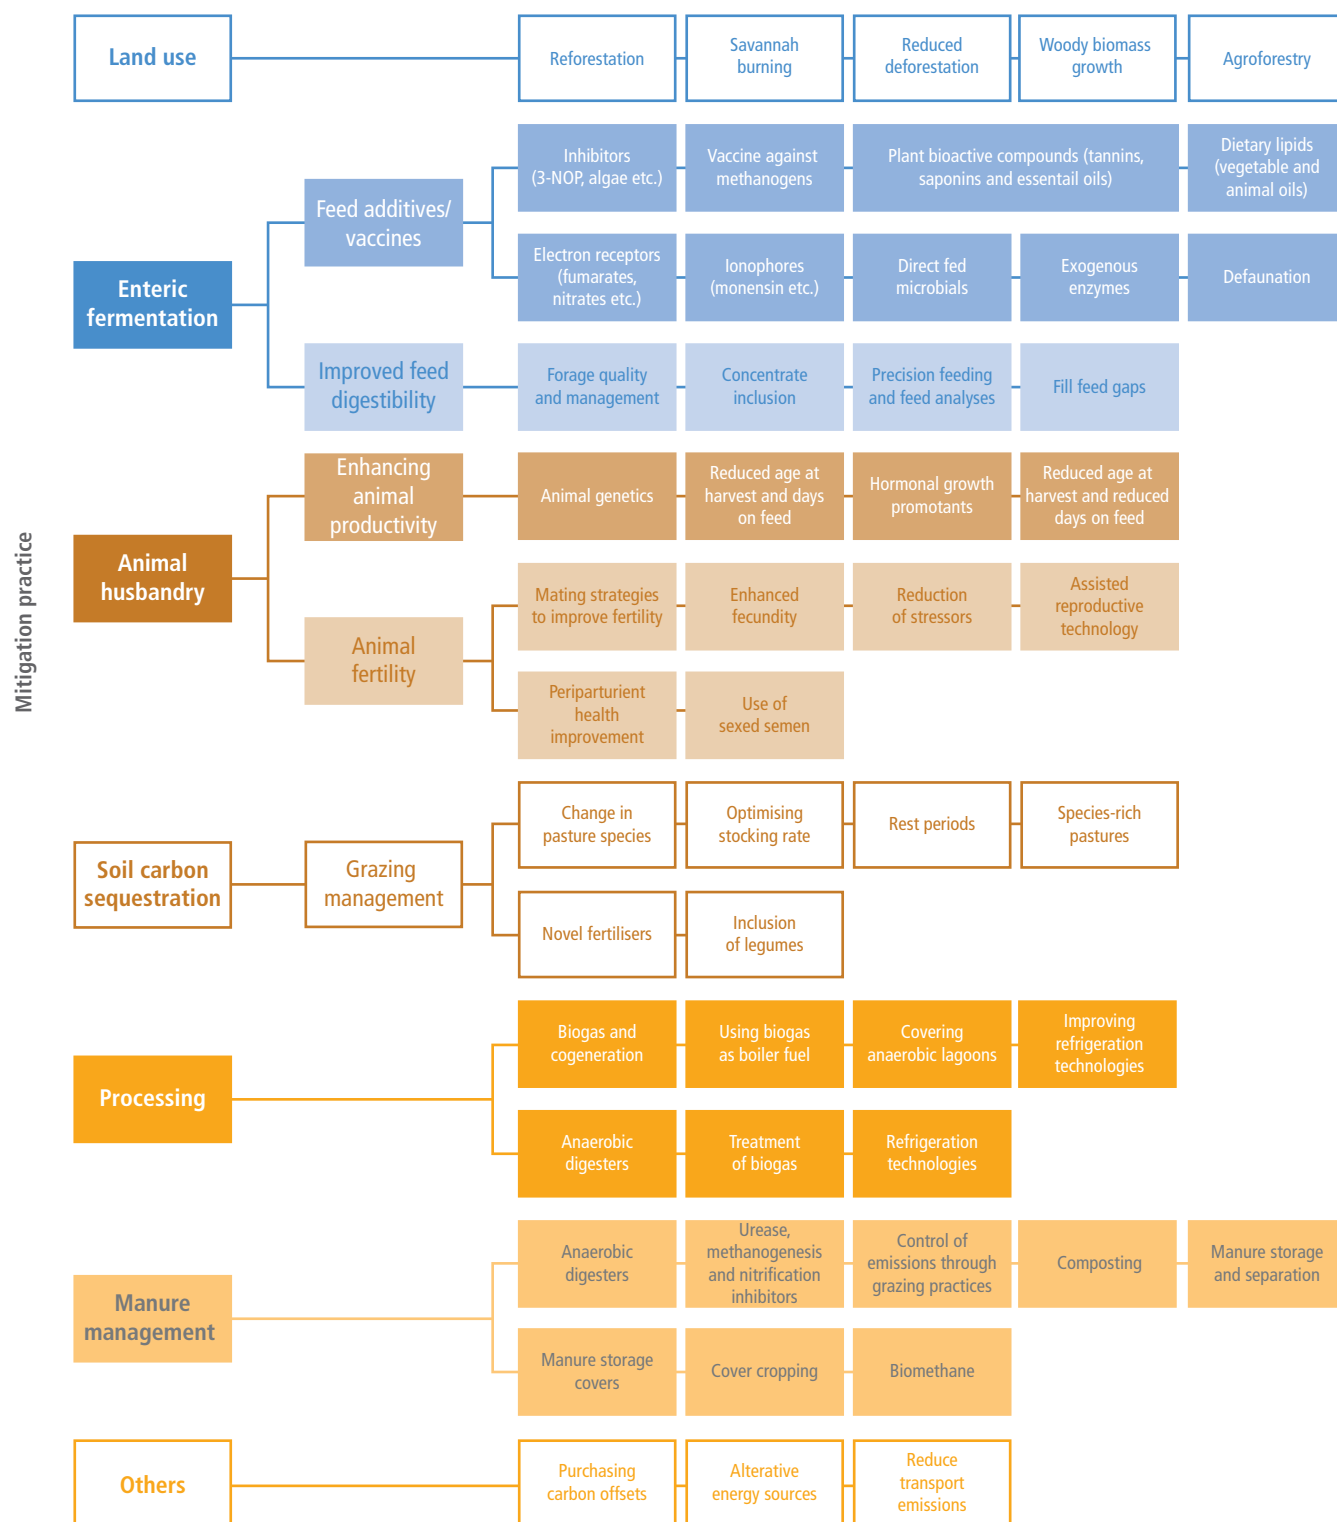 Mitigation practice
Land use
Reforestation
Savannah
burning
Reduced
deforestation
Woody biomass
growth
Agroforestry
Enteric
fermentation
Feed additives/
vaccines
Inhibitors
(3-NOP, algae etc.)
Vaccine against
methanogens
Plant bioactive compounds (tannins,
saponins and essentail oils)
Dietary lipids
(vegetable and
animal oils)
Electron receptors
(fumarates,
nitrates etc.)
Ionophores
(monensin etc.)
Direct fed
microbials
Exogenous
enzymes
Defaunation
Improved feed
digestibility
Forage quality
and management
Concentrate
inclusion
Precision feeding
and feed analyses
Fill feed gaps
Animal
husbandry
Enhancing
animal
productivity
Animal genetics
Reduced age at
harvest and days
on feed
Hormonal growth
promotants
Reduced age at
harvest and reduced
days on feed
Animal
fertility
Mating strategies
to improve fertility
Enhanced
fecundity
Reduction
of stressors
Assisted
reproductive
technology
Periparturient
health
improvement
Use of
sexed semen
Soil carbon
sequestration
Grazing
management
Change in
pasture species
Optimising
stocking rate
Rest periods
Species-rich
pastures
Novel fertilisers
Inclusion
of legumes
Processing
Biogas and
cogeneration
Using biogas
as boiler fuel
Covering
anaerobic lagoons
Improving
refrigeration
technologies
Anaerobic
digesters
Treatment
of biogas
Refrigeration
technologies
Manure
management
Anaerobic
digesters
Urease,
methanogenesis
and nitrification
inhibitors
Control of
emissions through
grazing practices
Composting
Manure storage
and separation
Manure storage
covers
Cover cropping
Biomethane
Others
Purchasing
carbon offsets
Alterative
energy sources
Reduce
transport
emissions